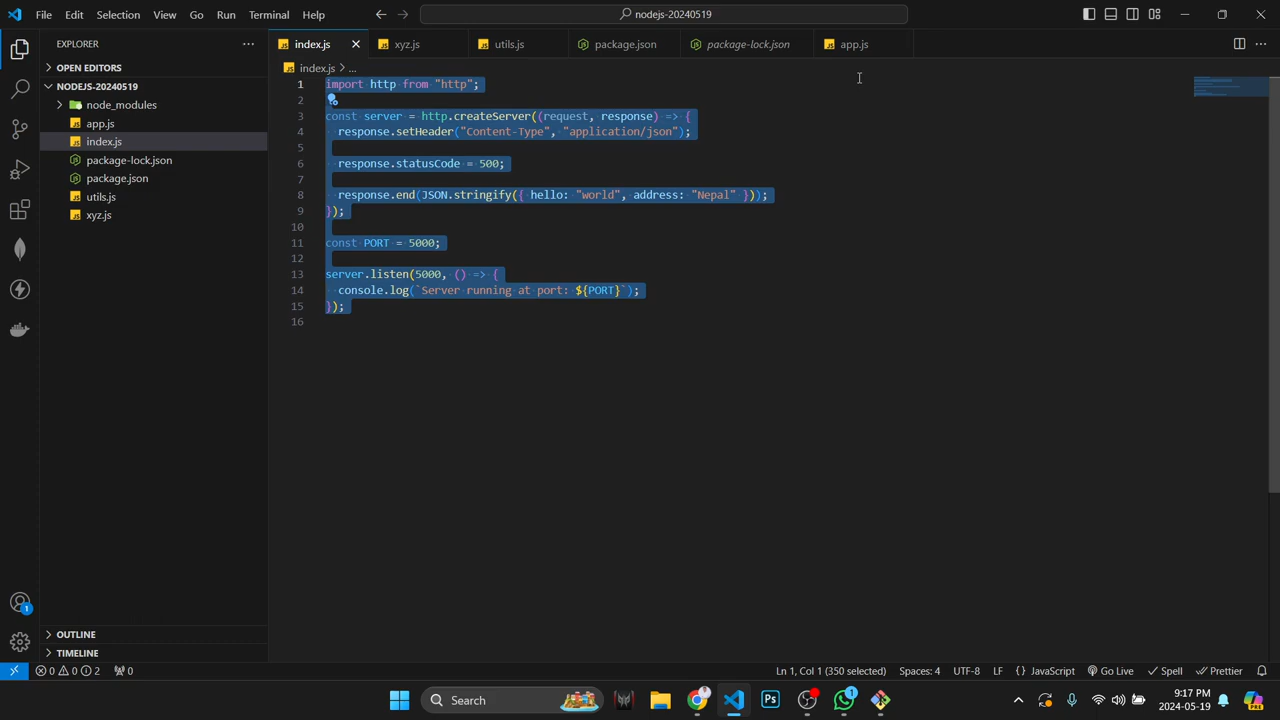 File Edit Selection View Go Run Terminal Help
nodejs-20240519
EXPLORER
OPEN EDITORS
NODEJS-20240519
node_modules
app.js
index.js
package-lock.json
package.json
utils.js
xyz.js
OUTLINE
TIMELINE
index.js xyz.js utils.js package.json package-lock.json app.js
index.js > ...
1 import http from "http";
2
3 const server = http.createServer((request, response) => {
4 response.setHeader("Content-Type", "application/json");
5
6 response.statusCode = 500;
7
8 response.end(JSON.stringify({ hello: "world", address: "Nepal" }));
9 });
10
11 const PORT = 5000;
12
13 server.listen(5000, () => {
14 console.log(`Server running at port: ${PORT}`);
15 });
16
1
0 0 2 0
Ln 1, Col 1 (350 selected) Spaces: 4 UTF-8 LF {} JavaScript Go Live Spell Prettier
Search
Ps
1
9:17 PM
2024-05-19
PRE